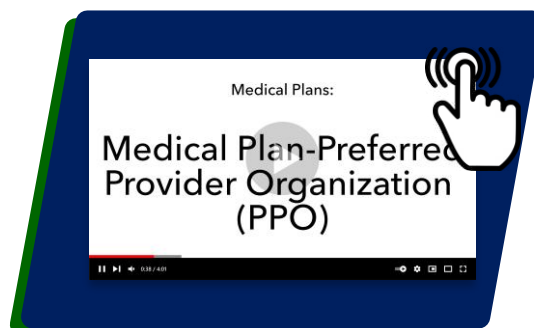 Medical Plans:
Medical Plan-Preferred
Provider Organization
(PPO)
0:38 / 4:01